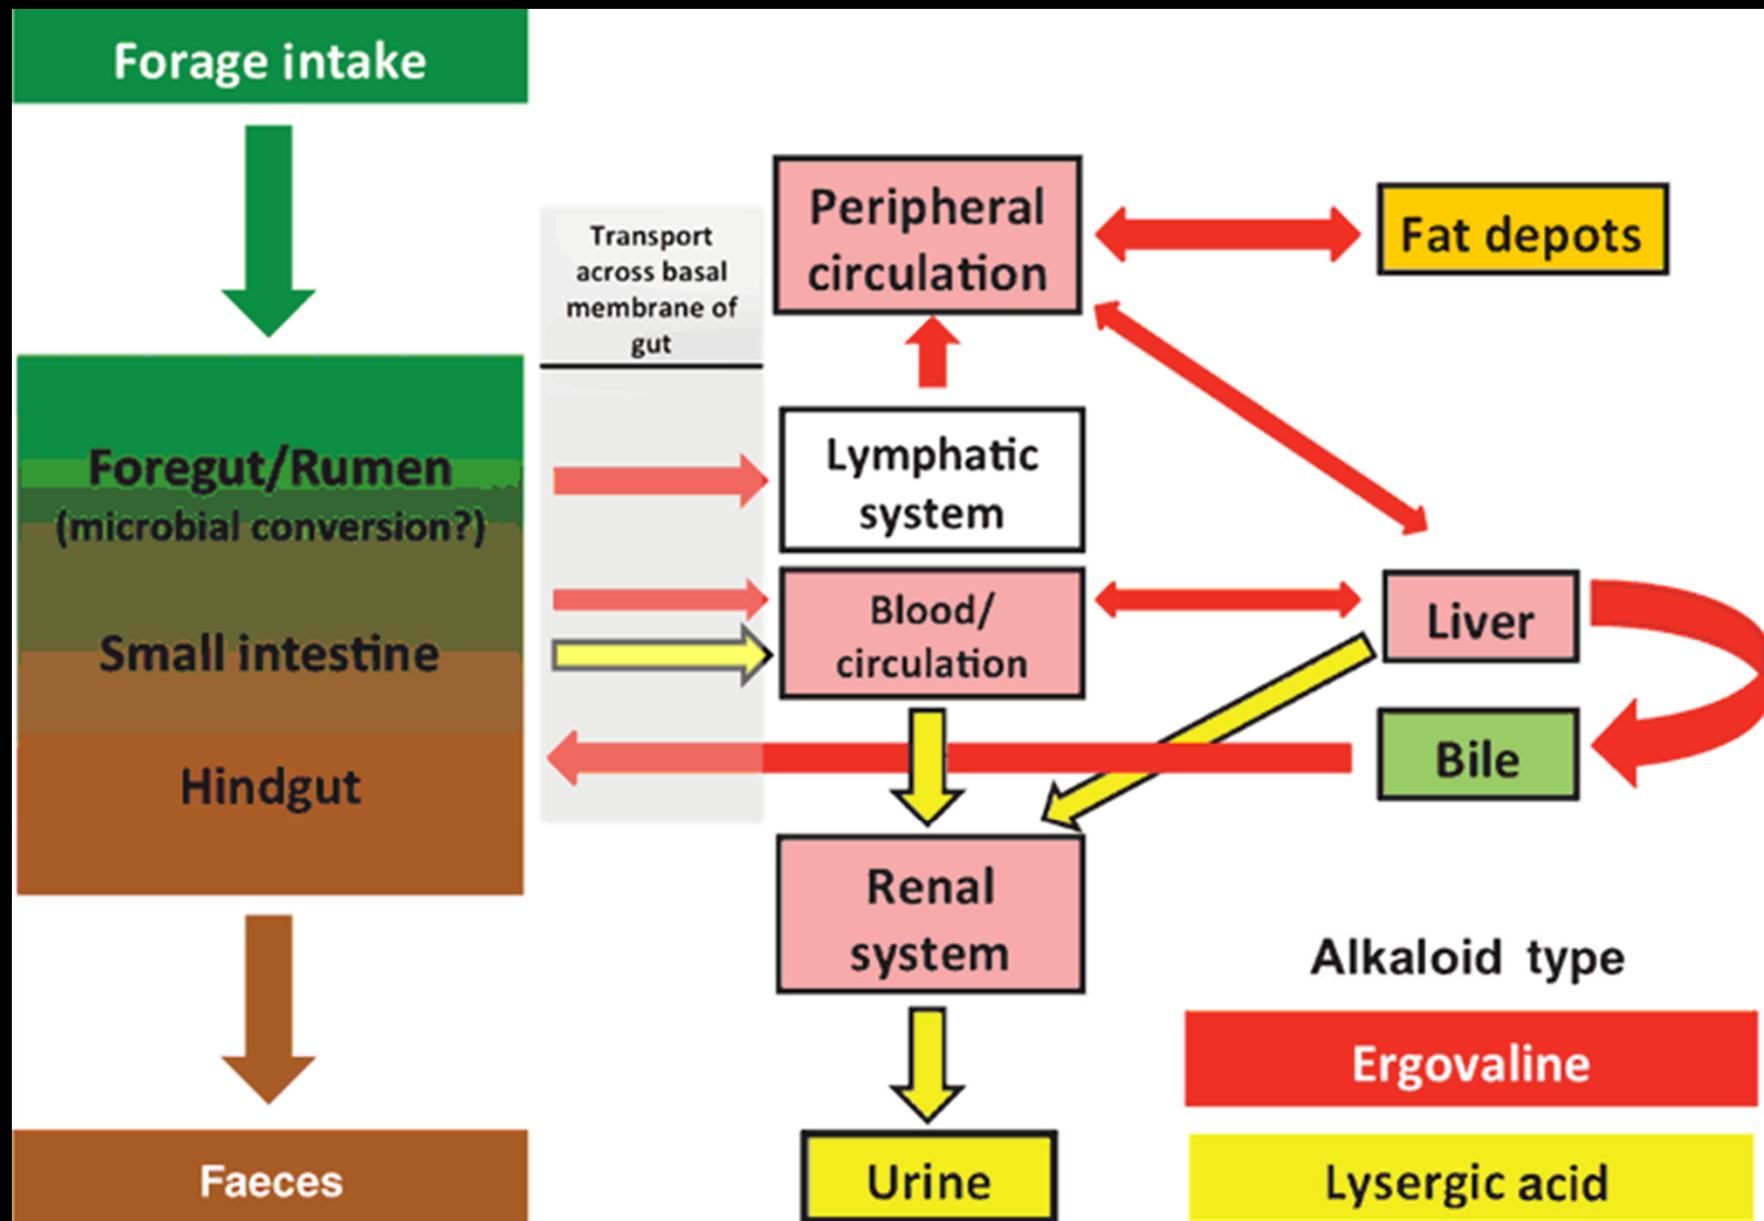 Forage intake
Transport
across basal
membrane of
gut
Peripheral
circulation
Fat depots
Foregut/Rumen
(microbial conversion?)
Small intestine
Hindgut
Lymphatic
system
Blood/
circulation
Liver
Bile
Renal
system
Faeces
Urine
Alkaloid type
Ergovaline
Lysergic acid